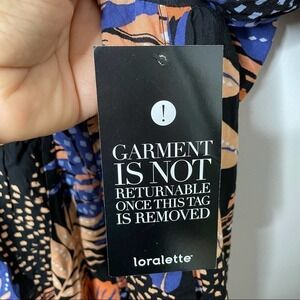 !
GARMENT
IS NOT
RETURNABLE
ONCE THIS TAG
IS REMOVED
loralette